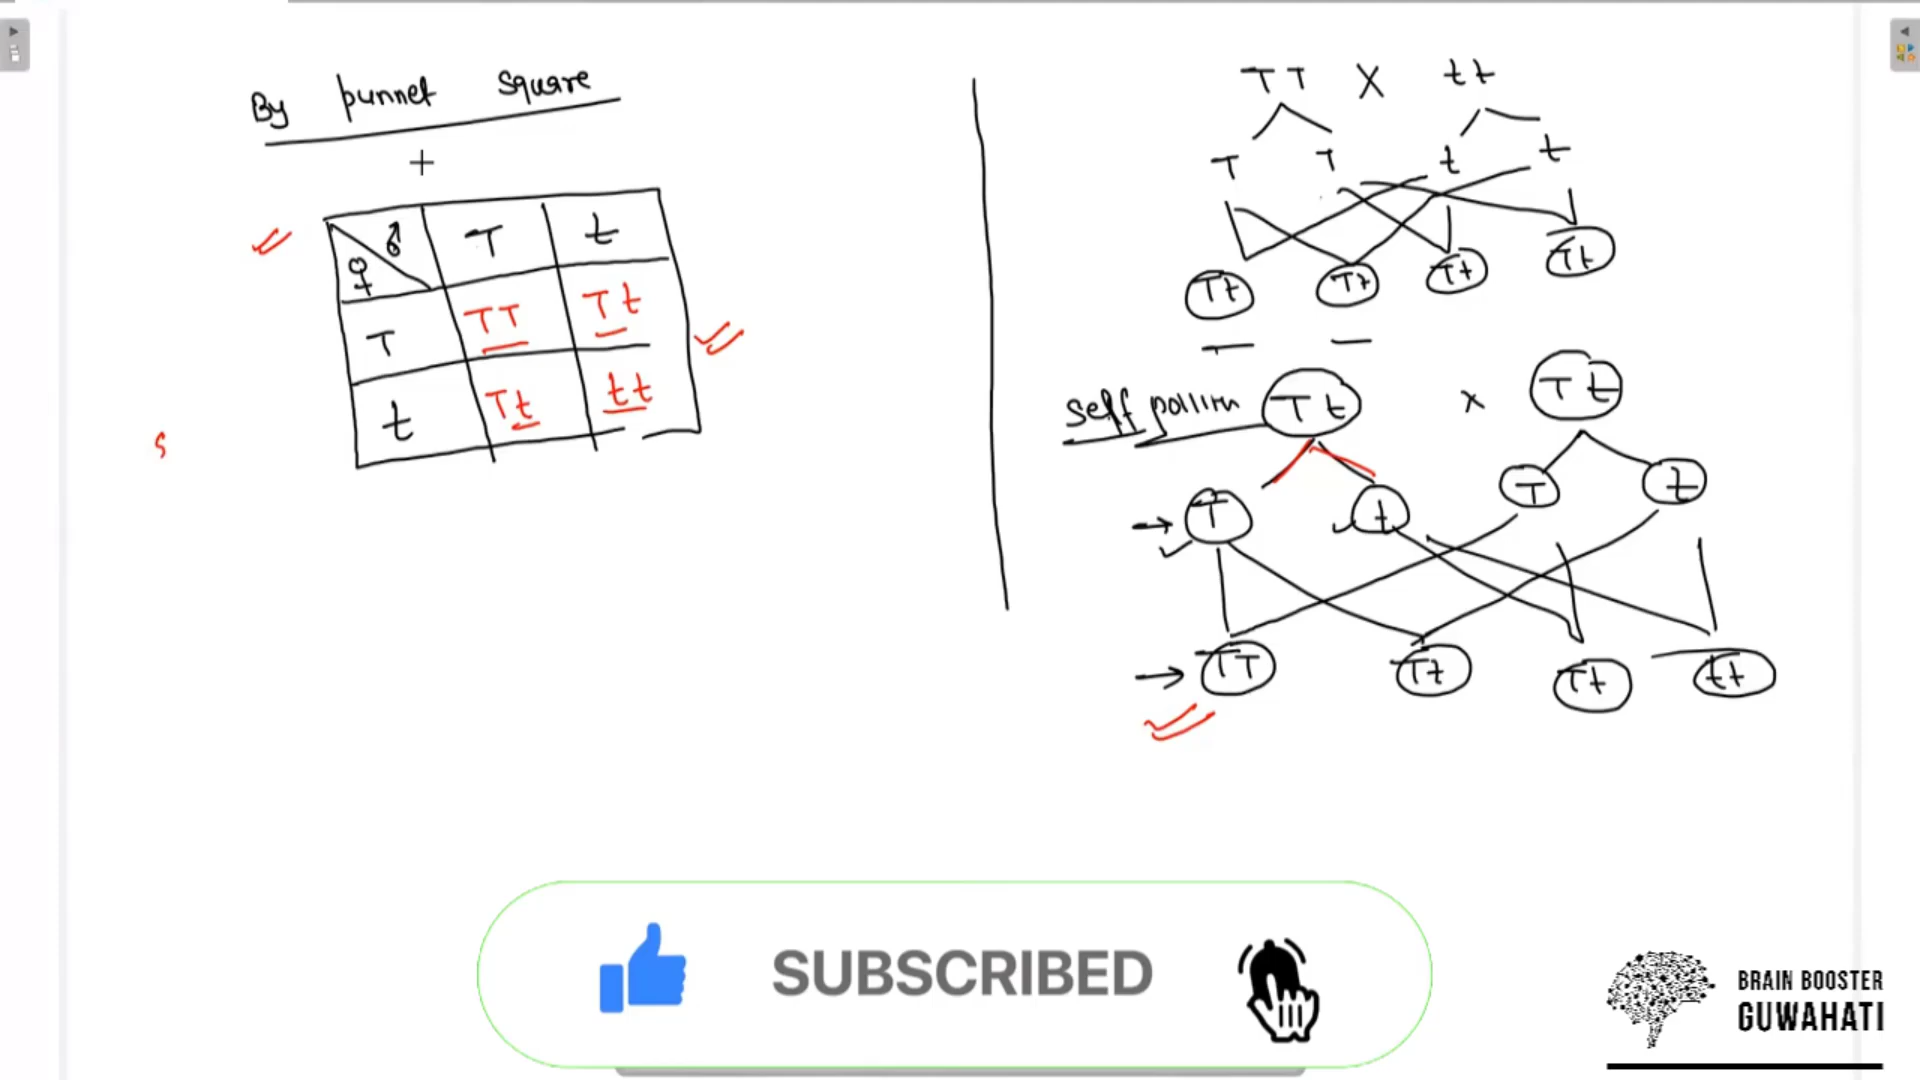 By punnet square
♂ T t
♀
T TT Tt
t Tt tt
TT X tt
T T t t
Tt Tt Tt Tt
Self pollin Tt x Tt
T t T t
TT Tt Tt tt
SUBSCRIBED
BRAIN BOOSTER
GUWAHATI